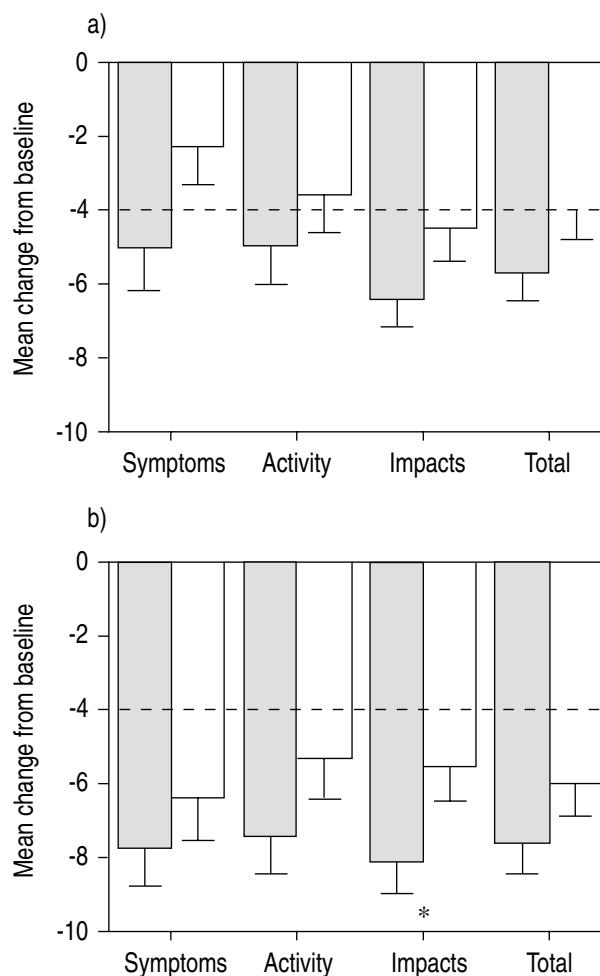 a)
0
-2
-4
-6
-8
-10
Mean change from baseline
Symptoms Activity Impacts Total
b)
0
-2
-4
-6
-8
-10
Mean change from baseline
*
Symptoms Activity Impacts Total